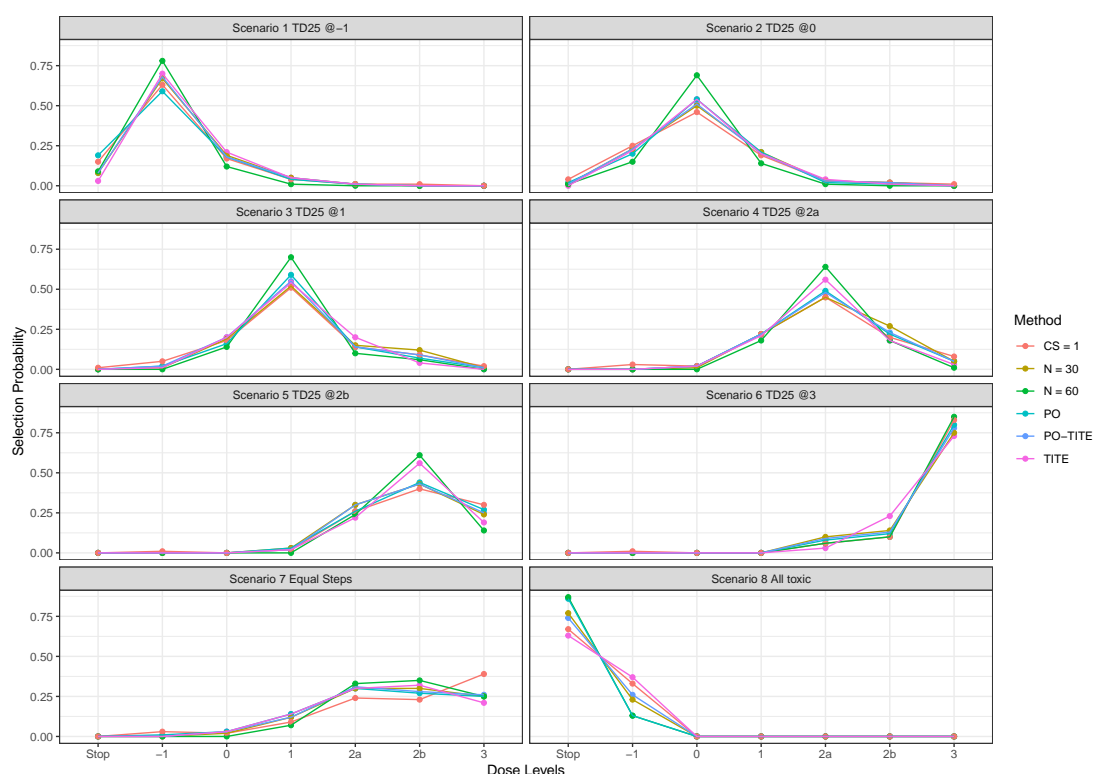 Scenario 1 TD25 @−1
Scenario 2 TD25 @0
0.75
0.50
0.25
0.00
Scenario 3 TD25 @1
Scenario 4 TD25 @2a
0.75
0.50
0.25
0.00
Scenario 5 TD25 @2b
Scenario 6 TD25 @3
0.75
0.50
0.25
0.00
Scenario 7 Equal Steps
Scenario 8 All toxic
0.75
0.50
0.25
0.00
Stop −1 0 1 2a 2b 3
Stop −1 0 1 2a 2b 3
Dose Levels
Selection Probability
Method
CS = 1
N = 30
N = 60
PO
PO−TITE
TITE